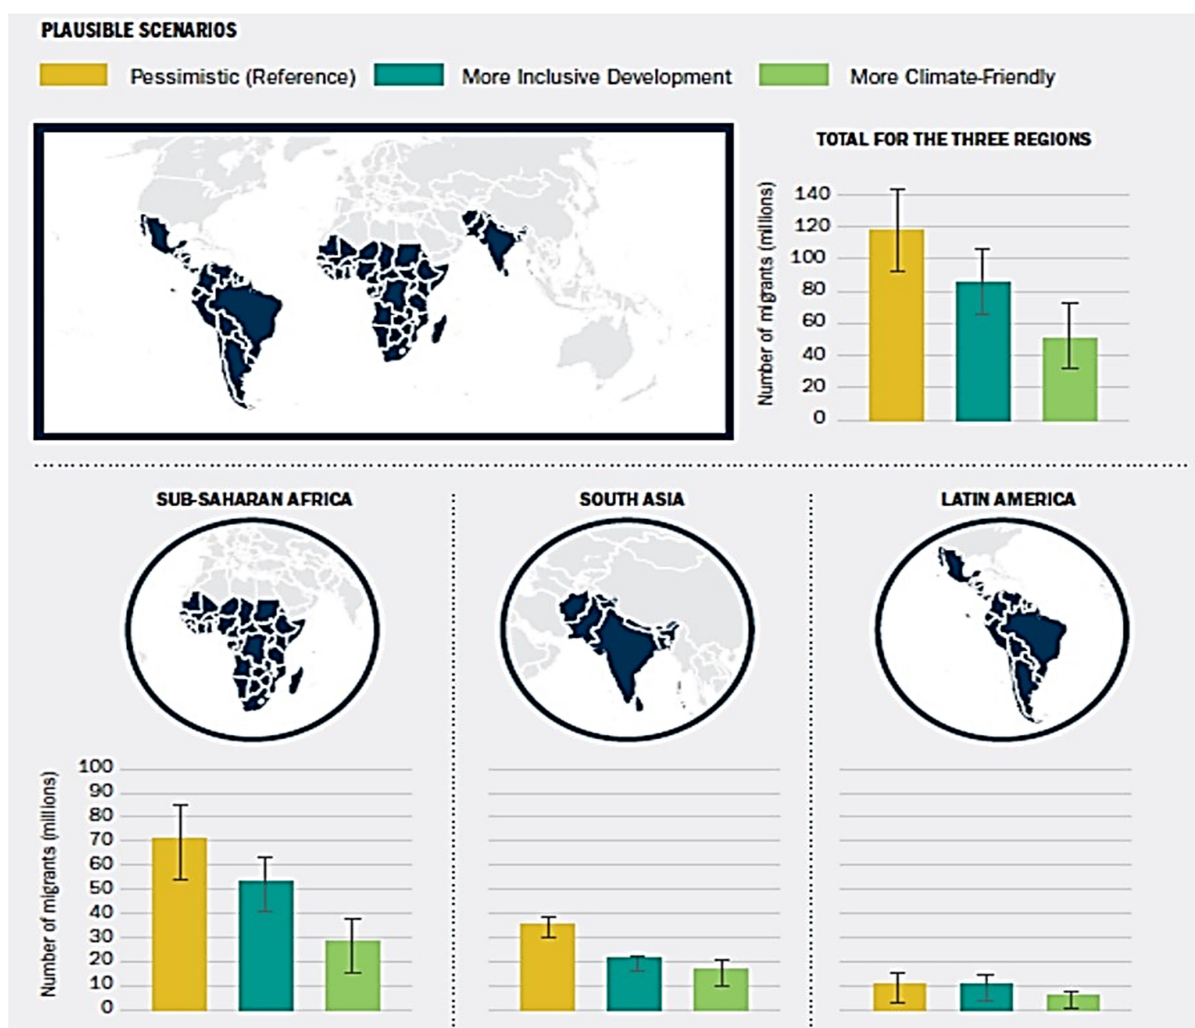 PLAUSIBLE SCENARIOS
Pessimistic (Reference) More Inclusive Development More Climate-Friendly
TOTAL FOR THE THREE REGIONS
Number of migrants (millions)
140
120
100
80
60
40
20
0
SUB-SAHARAN AFRICA
SOUTH ASIA
LATIN AMERICA
Number of migrants (millions)
100
90
80
70
60
50
40
30
20
10
0